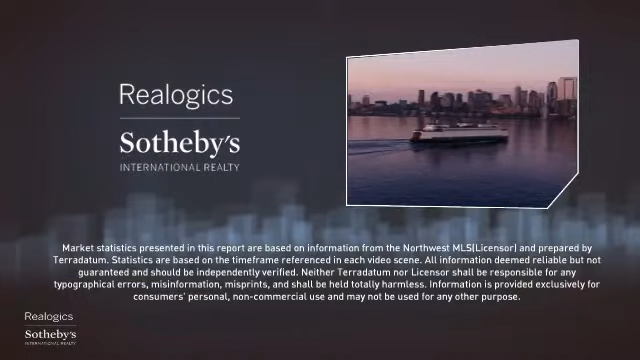 Realogics
Sotheby's
INTERNATIONAL REALTY
Market statistics presented in this report are based on information from the Northwest MLS(Licensor) and prepared by
Terradatum. Statistics are based on the timeframe referenced in each video scene. All information deemed reliable but not
guaranteed and should be independently verified. Neither Terradatum nor Licensor shall be responsible for any
typographical errors, misinformation, misprints, and shall be held totally harmless. Information is provided exclusively for
consumers' personal, non-commercial use and may not be used for any other purpose.
Realogics
Sotheby's
INTERNATIONAL REALTY